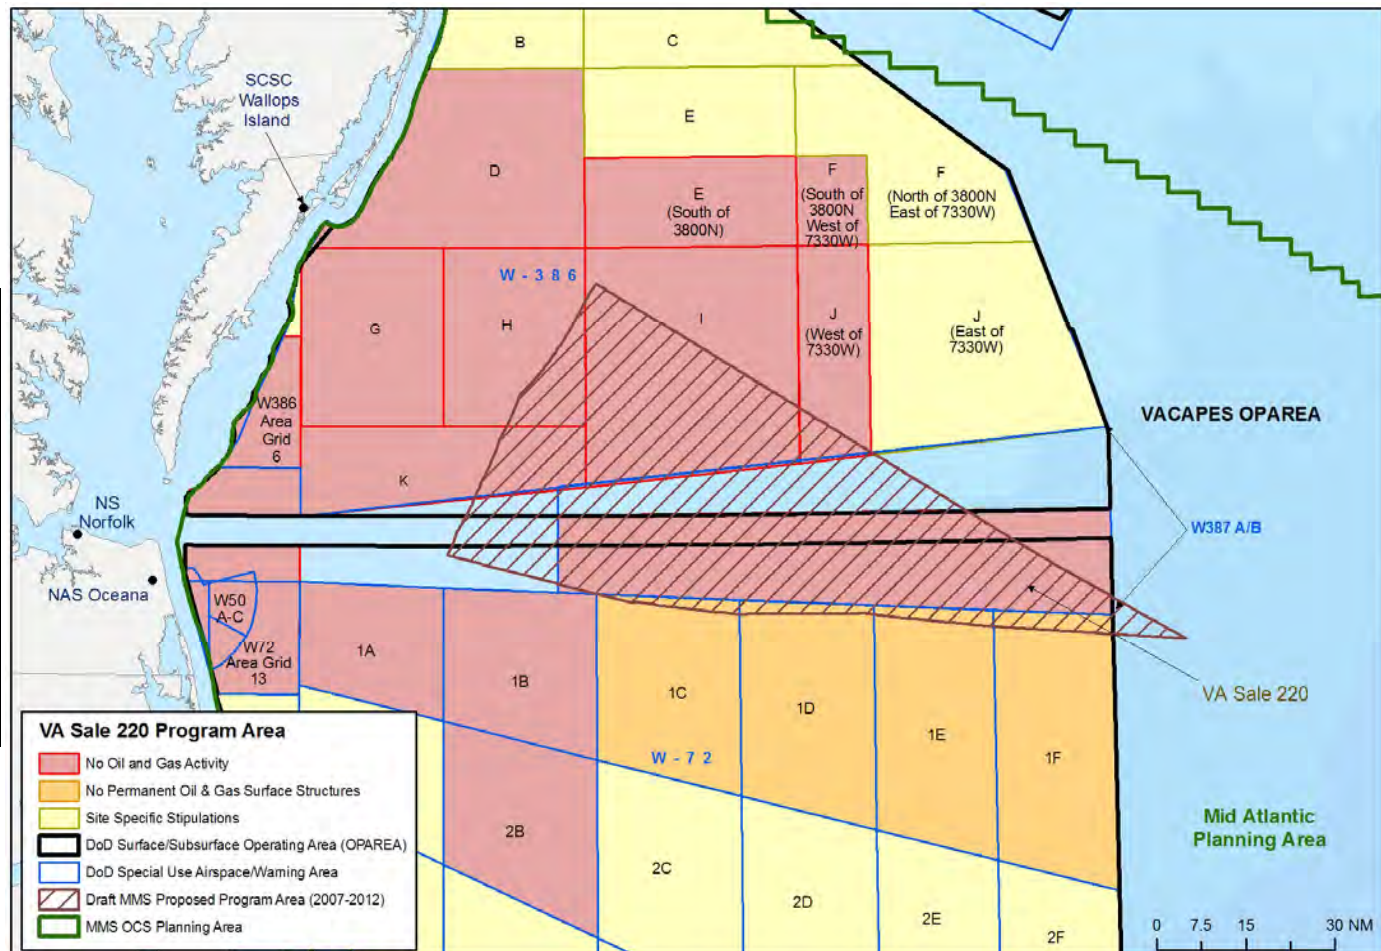 B
C
SCSC
Wallops
Island
E
D
F
(South of
3800N
West of
7330W)
F
(North of 3800N
East of 7330W)
E
(South of
3800N)
W - 3 8 6
G
H
I
J
(West of
7330W)
J
(East of
7330W)
W386
Area
Grid
6
VACAPES OPAREA
K
NS
Norfolk
W387 A/B
NAS Oceana
W50
A-C
W72
Area Grid
13
1A
1B
1C
1D
1E
1F
VA Sale 220
W - 7 2
2B
2C
2D
2E
2F
Mid Atlantic
Planning Area
VA Sale 220 Program Area
No Oil and Gas Activity
No Permanent Oil & Gas Surface Structures
Site Specific Stipulations
DoD Surface/Subsurface Operating Area (OPAREA)
DoD Special Use Airspace/Warning Area
Draft MMS Proposed Program Area (2007-2012)
MMS OCS Planning Area
0 7.5 15 30 NM